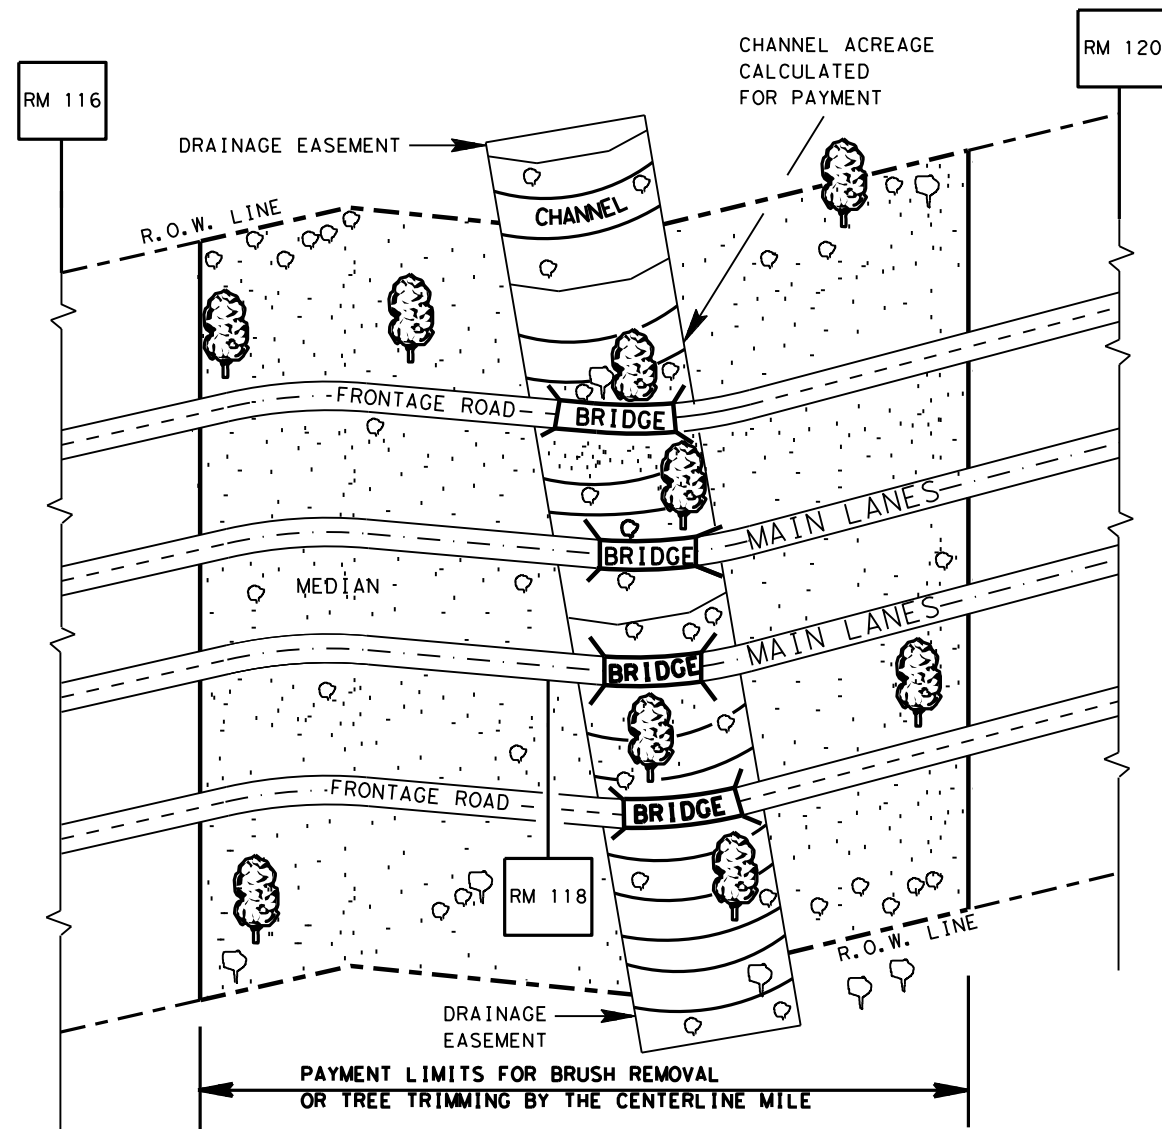 CHANNEL ACREAGE
CALCULATED
FOR PAYMENT
RM 120
RM 116
DRAINAGE EASEMENT
R.O.W. LINE
CHANNEL
FRONTAGE ROAD
BRIDGE
MAIN LANES
BRIDGE
MEDIAN
MAIN LANES
BRIDGE
FRONTAGE ROAD
BRIDGE
RM 118
R.O.W. LINE
DRAINAGE
EASEMENT
PAYMENT LIMITS FOR BRUSH REMOVAL
OR TREE TRIMMING BY THE CENTERLINE MILE